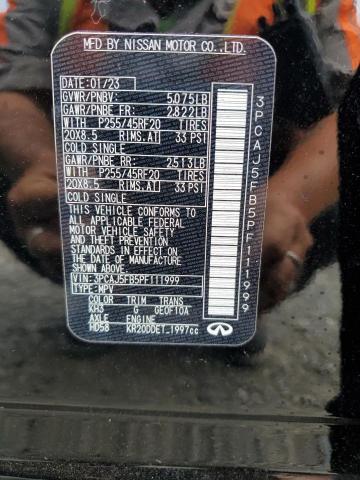 MFD BY NISSAN MOTOR CO., LTD.
DATE:01/23
GVWR/PNBV: 5,075LB
GAWR/PNBE FR: 2822LB
WITH P255/45RF20 TIRES
20X8.5 RIMS.AT 33 PSI
COLD SINGLE
GAWR/PNBE RR: 2513LB
WITH P255/45RF20 TIRES
20X8.5 RIMS.AT 33 PSI
COLD SINGLE
THIS VEHICLE CONFORMS TO
ALL APPLICABLE FEDERAL
MOTOR VEHICLE SAFETY
AND THEFT PREVENTION
STANDARDS IN EFFECT ON
THE DATE OF MANUFACTURE
SHOWN ABOVE
VIN:3PCAJ5FB5PF111999
TYPE:MPV
COLOR TRIM TRANS
KH3 G GEOF10A
AXLE ENGINE
HD58 KR20DDET_1997cc
3PCAJ5FB5PF111999